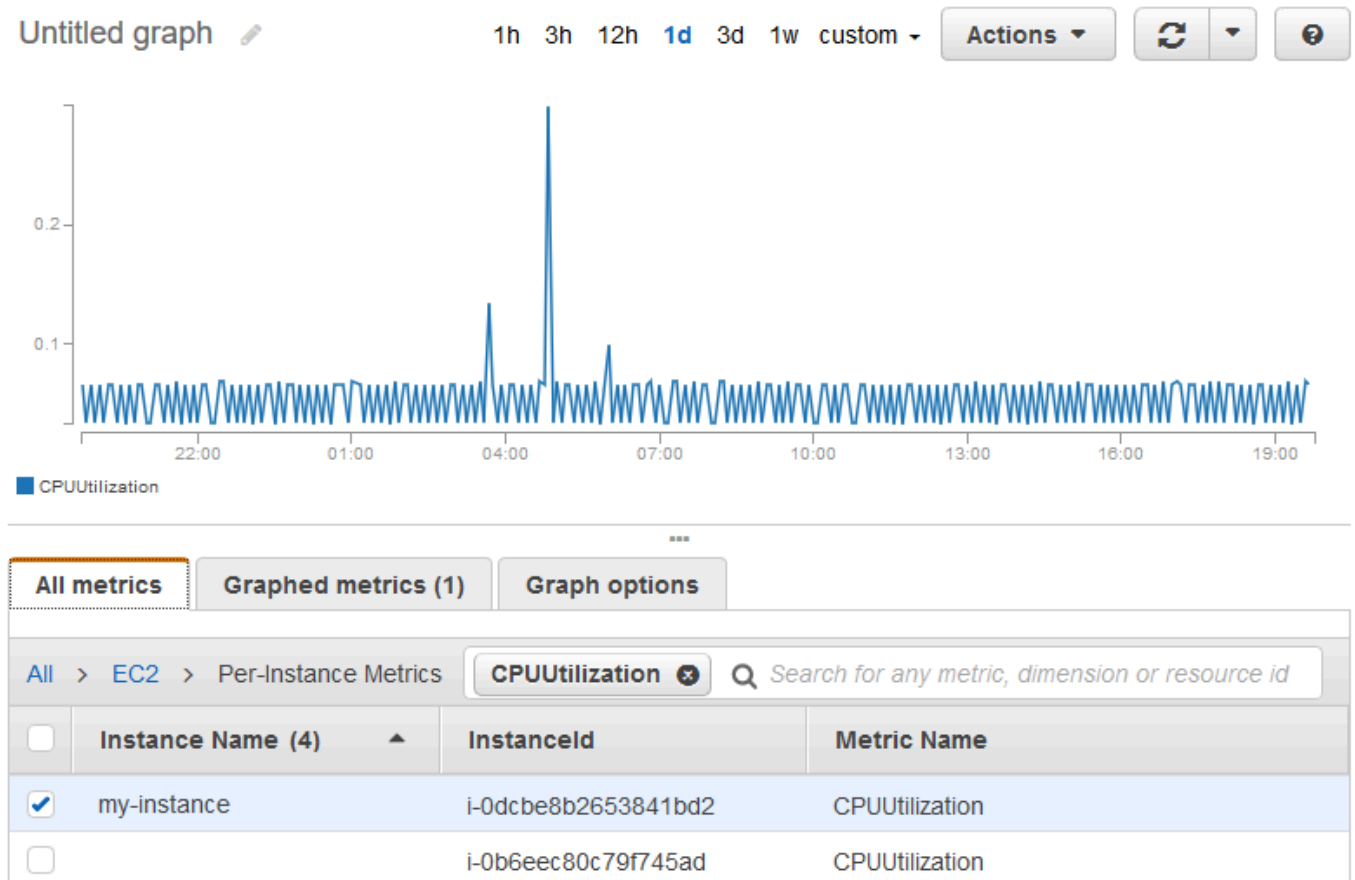 Untitled graph 1h 3h 12h 1d 3d 1w custom Actions
0.2
0.1
22:00 01:00 04:00 07:00 10:00 13:00 16:00 19:00
CPUUtilization
All metrics Graphed metrics (1) Graph options
All > EC2 > Per-Instance Metrics CPUUtilization Search for any metric, dimension or resource id
Instance Name (4) InstanceId Metric Name
my-instance i-0dcbe8b2653841bd2 CPUUtilization
i-0b6eec80c79f745ad CPUUtilization